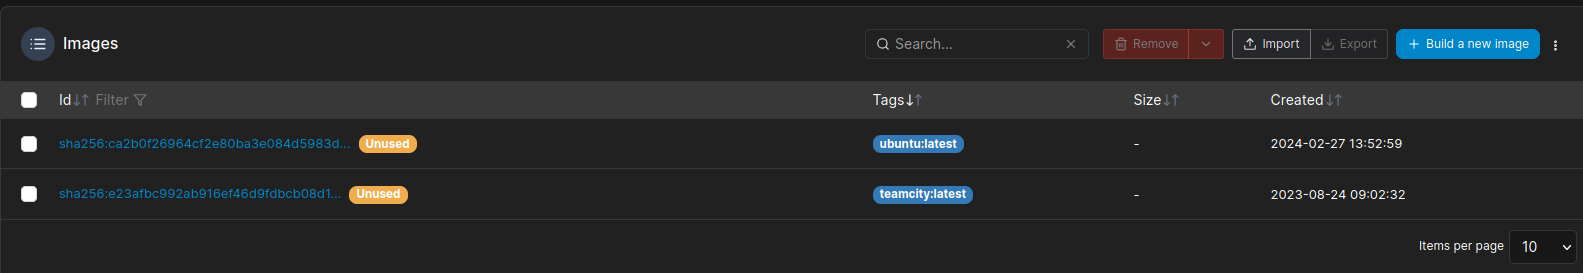 Images
Search...
Remove
Import
Export
Build a new image
Id Filter Tags Size Created
sha256:ca2b0f26964cf2e80ba3e084d5983d... Unused ubuntu:latest - 2024-02-27 13:52:59
sha256:e23afbc992ab916ef46d9fdbcb08d1... Unused teamcity:latest - 2023-08-24 09:02:32
Items per page 10